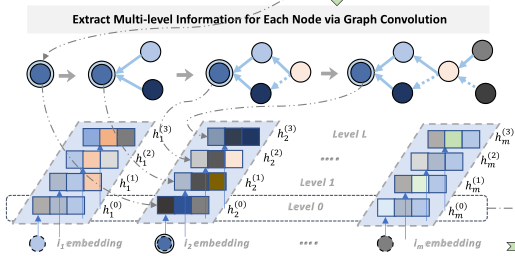 Extract Multi-level Information for Each Node via Graph Convolution
h_1^{(3)} h_2^{(3)} Level L h_m^{(3)}
h_1^{(2)} h_2^{(2)} .... h_m^{(2)}
h_1^{(1)} h_2^{(1)} Level 1 h_m^{(1)}
h_1^{(0)} h_2^{(0)} Level 0 h_m^{(0)}
i_1 embedding i_2 embedding .... i_m embedding